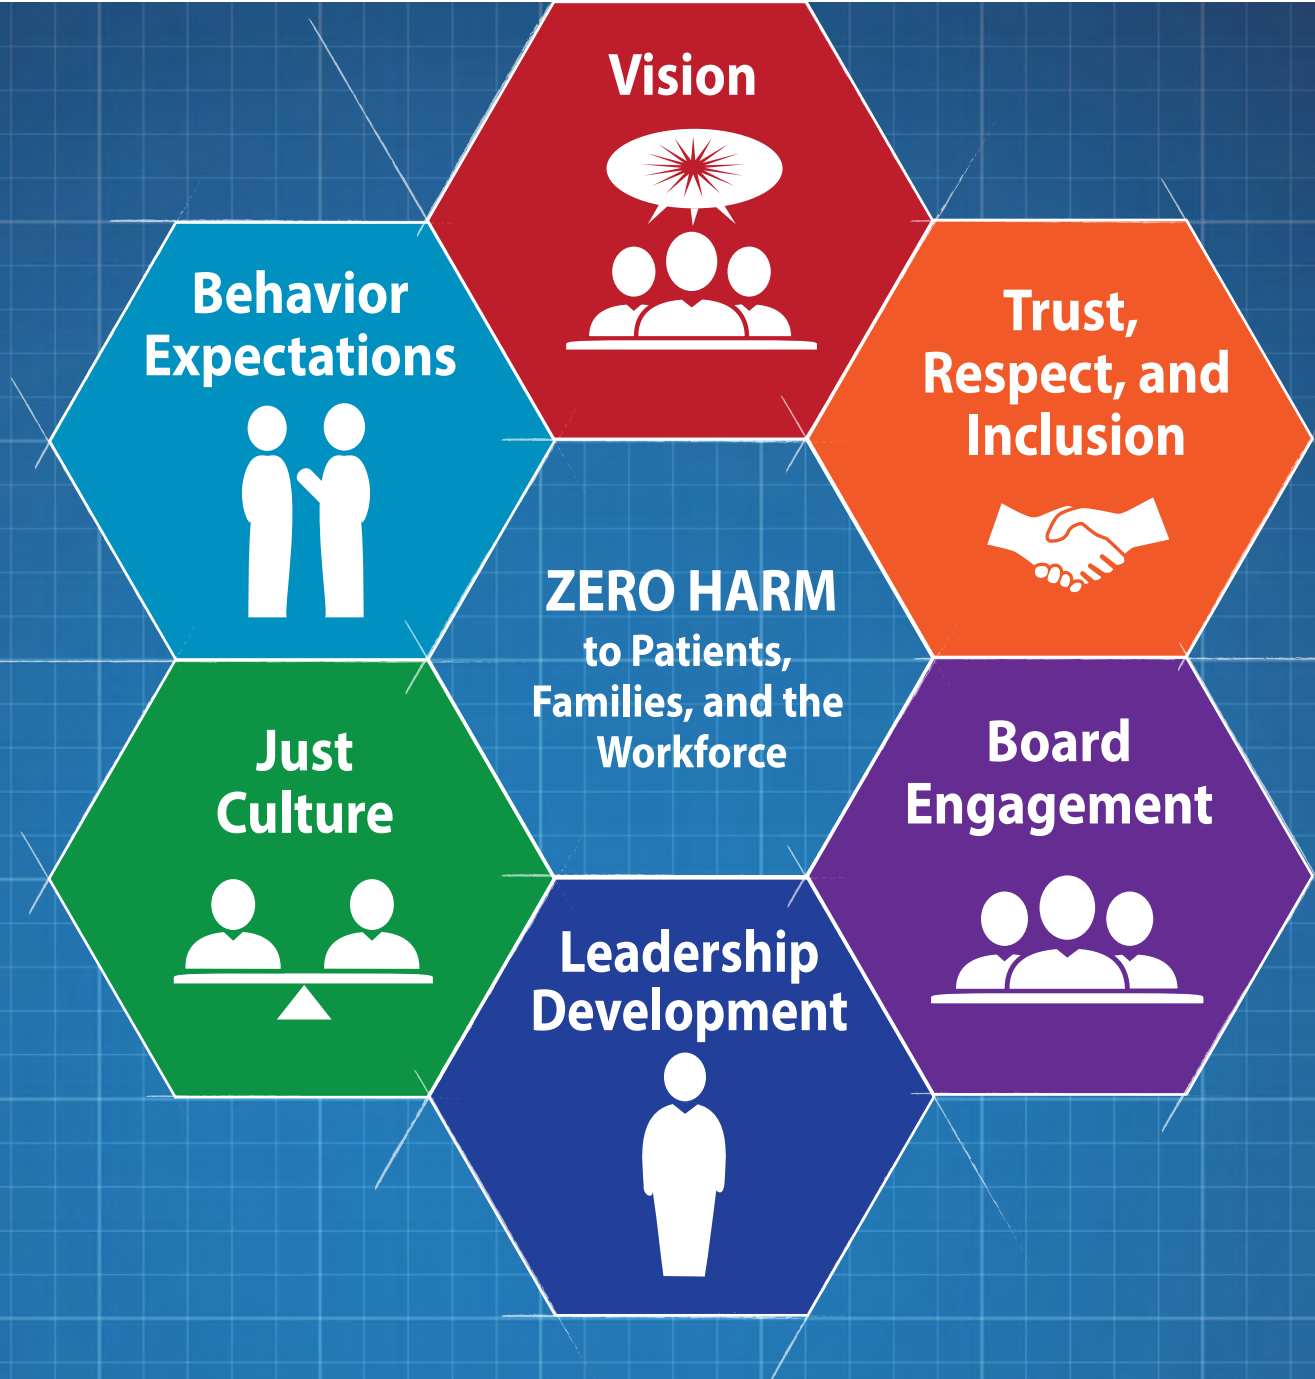 Vision
Trust,
Respect, and
Inclusion
Board
Engagement
Leadership
Development
Just
Culture
Behavior
Expectations
ZERO HARM
to Patients,
Families, and the
Workforce